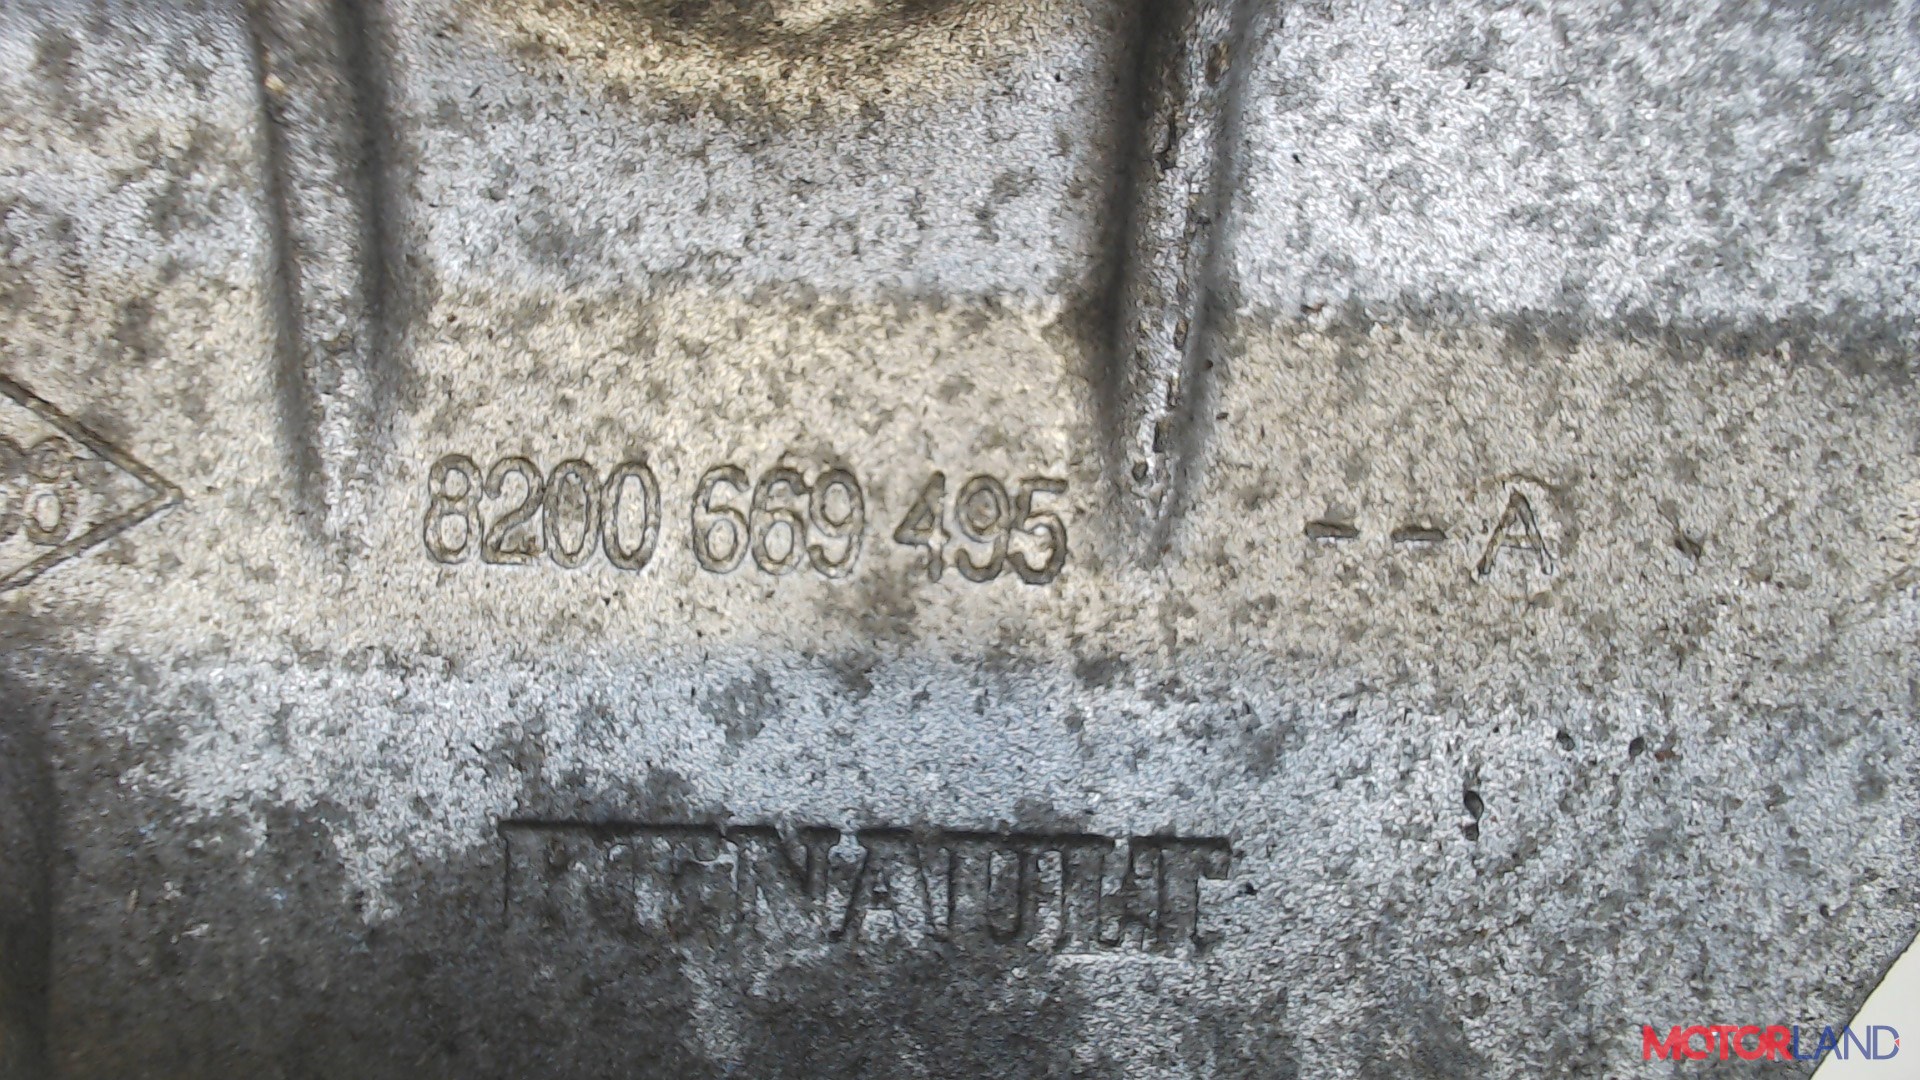 8200 669 495 --A
RENAULT
MOTORLAND